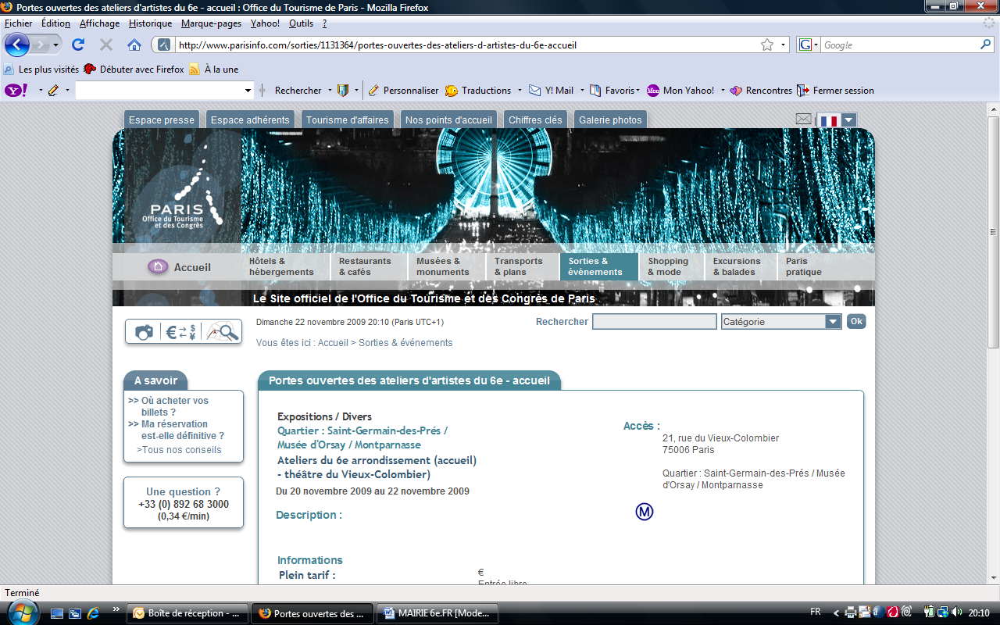 Portes ouvertes des ateliers d'artistes du 6e - accueil : Office du Tourisme de Paris - Mozilla Firefox
Fichier Édition Affichage Historique Marque-pages Yahoo! Outils ?
http://www.parisinfo.com/sorties/1131364/portes-ouvertes-des-ateliers-d-artistes-du-6e-accueil
G Google
Les plus visités Débuter avec Firefox À la une
Y! Rechercher Personnaliser Traductions Y! Mail Favoris Mon Yahoo! Rencontres Fermer session
Espace presse Espace adhérents Tourisme d'affaires Nos points d'accueil Chiffres clés Galerie photos
PARIS
Office du Tourisme
et des Congrès
Accueil
Hôtels &
hébergements
Restaurants
& cafés
Musées &
monuments
Transports
& plans
Sorties &
événements
Shopping
& mode
Excursions
& balades
Paris
pratique
Le Site officiel de l'Office du Tourisme et des Congrès de Paris
Dimanche 22 novembre 2009 20:10 (Paris UTC+1)
Rechercher Catégorie Ok
Vous êtes ici : Accueil > Sorties & événements
A savoir
>> Où acheter vos
billets ?
>> Ma réservation
est-elle définitive ?
>Tous nos conseils
Une question ?
+33 (0) 892 68 3000
(0,34 €/min)
Portes ouvertes des ateliers d'artistes du 6e - accueil
Expositions / Divers
Quartier : Saint-Germain-des-Prés /
Musée d'Orsay / Montparnasse
Ateliers du 6e arrondissement (accueil)
- théâtre du Vieux-Colombier)
Du 20 novembre 2009 au 22 novembre 2009
Description :
Accès :
21, rue du Vieux-Colombier
75006 Paris
Quartier : Saint-Germain-des-Prés / Musée
d'Orsay / Montparnasse
M
Informations
Plein tarif :
€
Entrée libre
Terminé
Boîte de réception - ...
Portes ouvertes des ...
MAIRIE 6e.FR [Mode...
FR
20:10